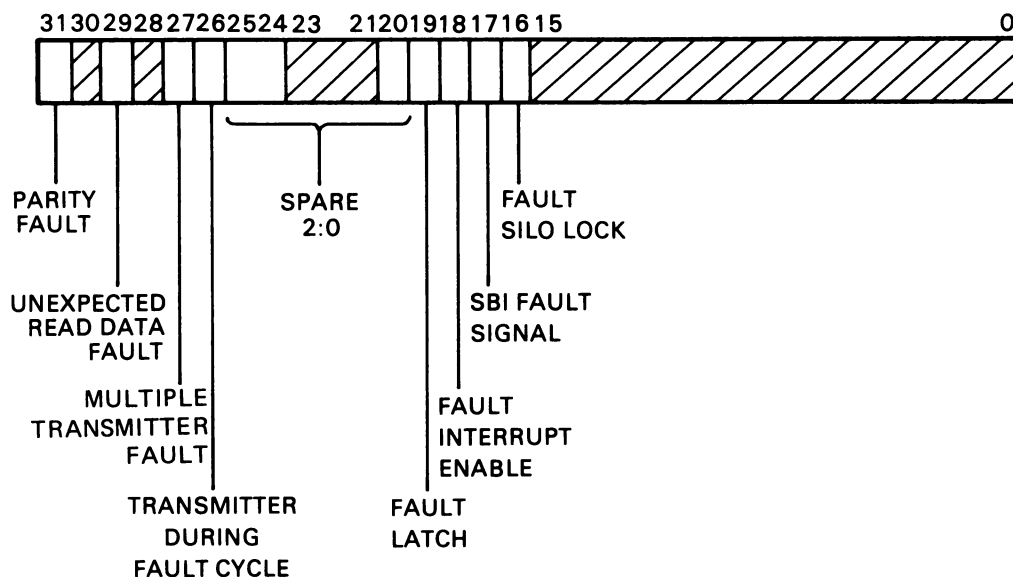 31 30 29 28 27 26 25 24 23 21 20 19 18 17 16 15 0
PARITY
FAULT
SPARE
2:0
FAULT
SILO LOCK
UNEXPECTED
READ DATA
FAULT
SBI FAULT
SIGNAL
MULTIPLE
TRANSMITTER
FAULT
FAULT
INTERRUPT
ENABLE
TRANSMITTER
DURING
FAULT CYCLE
FAULT
LATCH